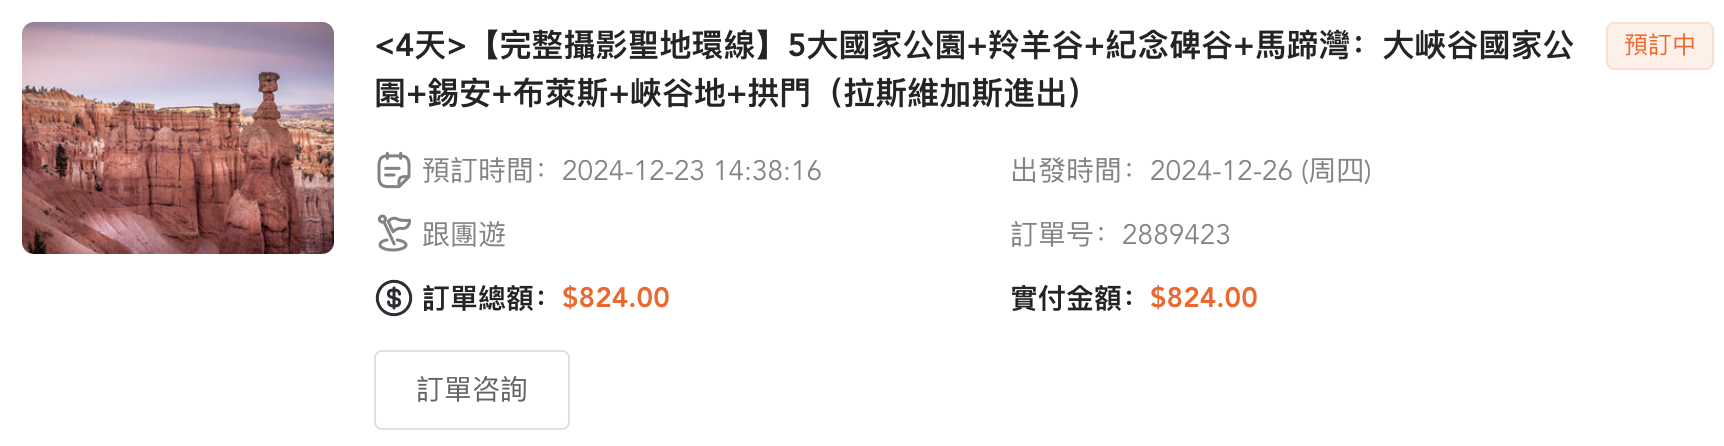 <4天>【完整攝影聖地環線】5大國家公園+羚羊谷+紀念碑谷+馬蹄灣：大峽谷國家公
園+錫安+布萊斯+峽谷地+拱門（拉斯維加斯進出）
預訂中
預訂時間：2024-12-23 14:38:16
出發時間：2024-12-26 (周四)
跟團遊
訂單号：2889423
訂單總額：$824.00
實付金額：$824.00
訂單咨詢